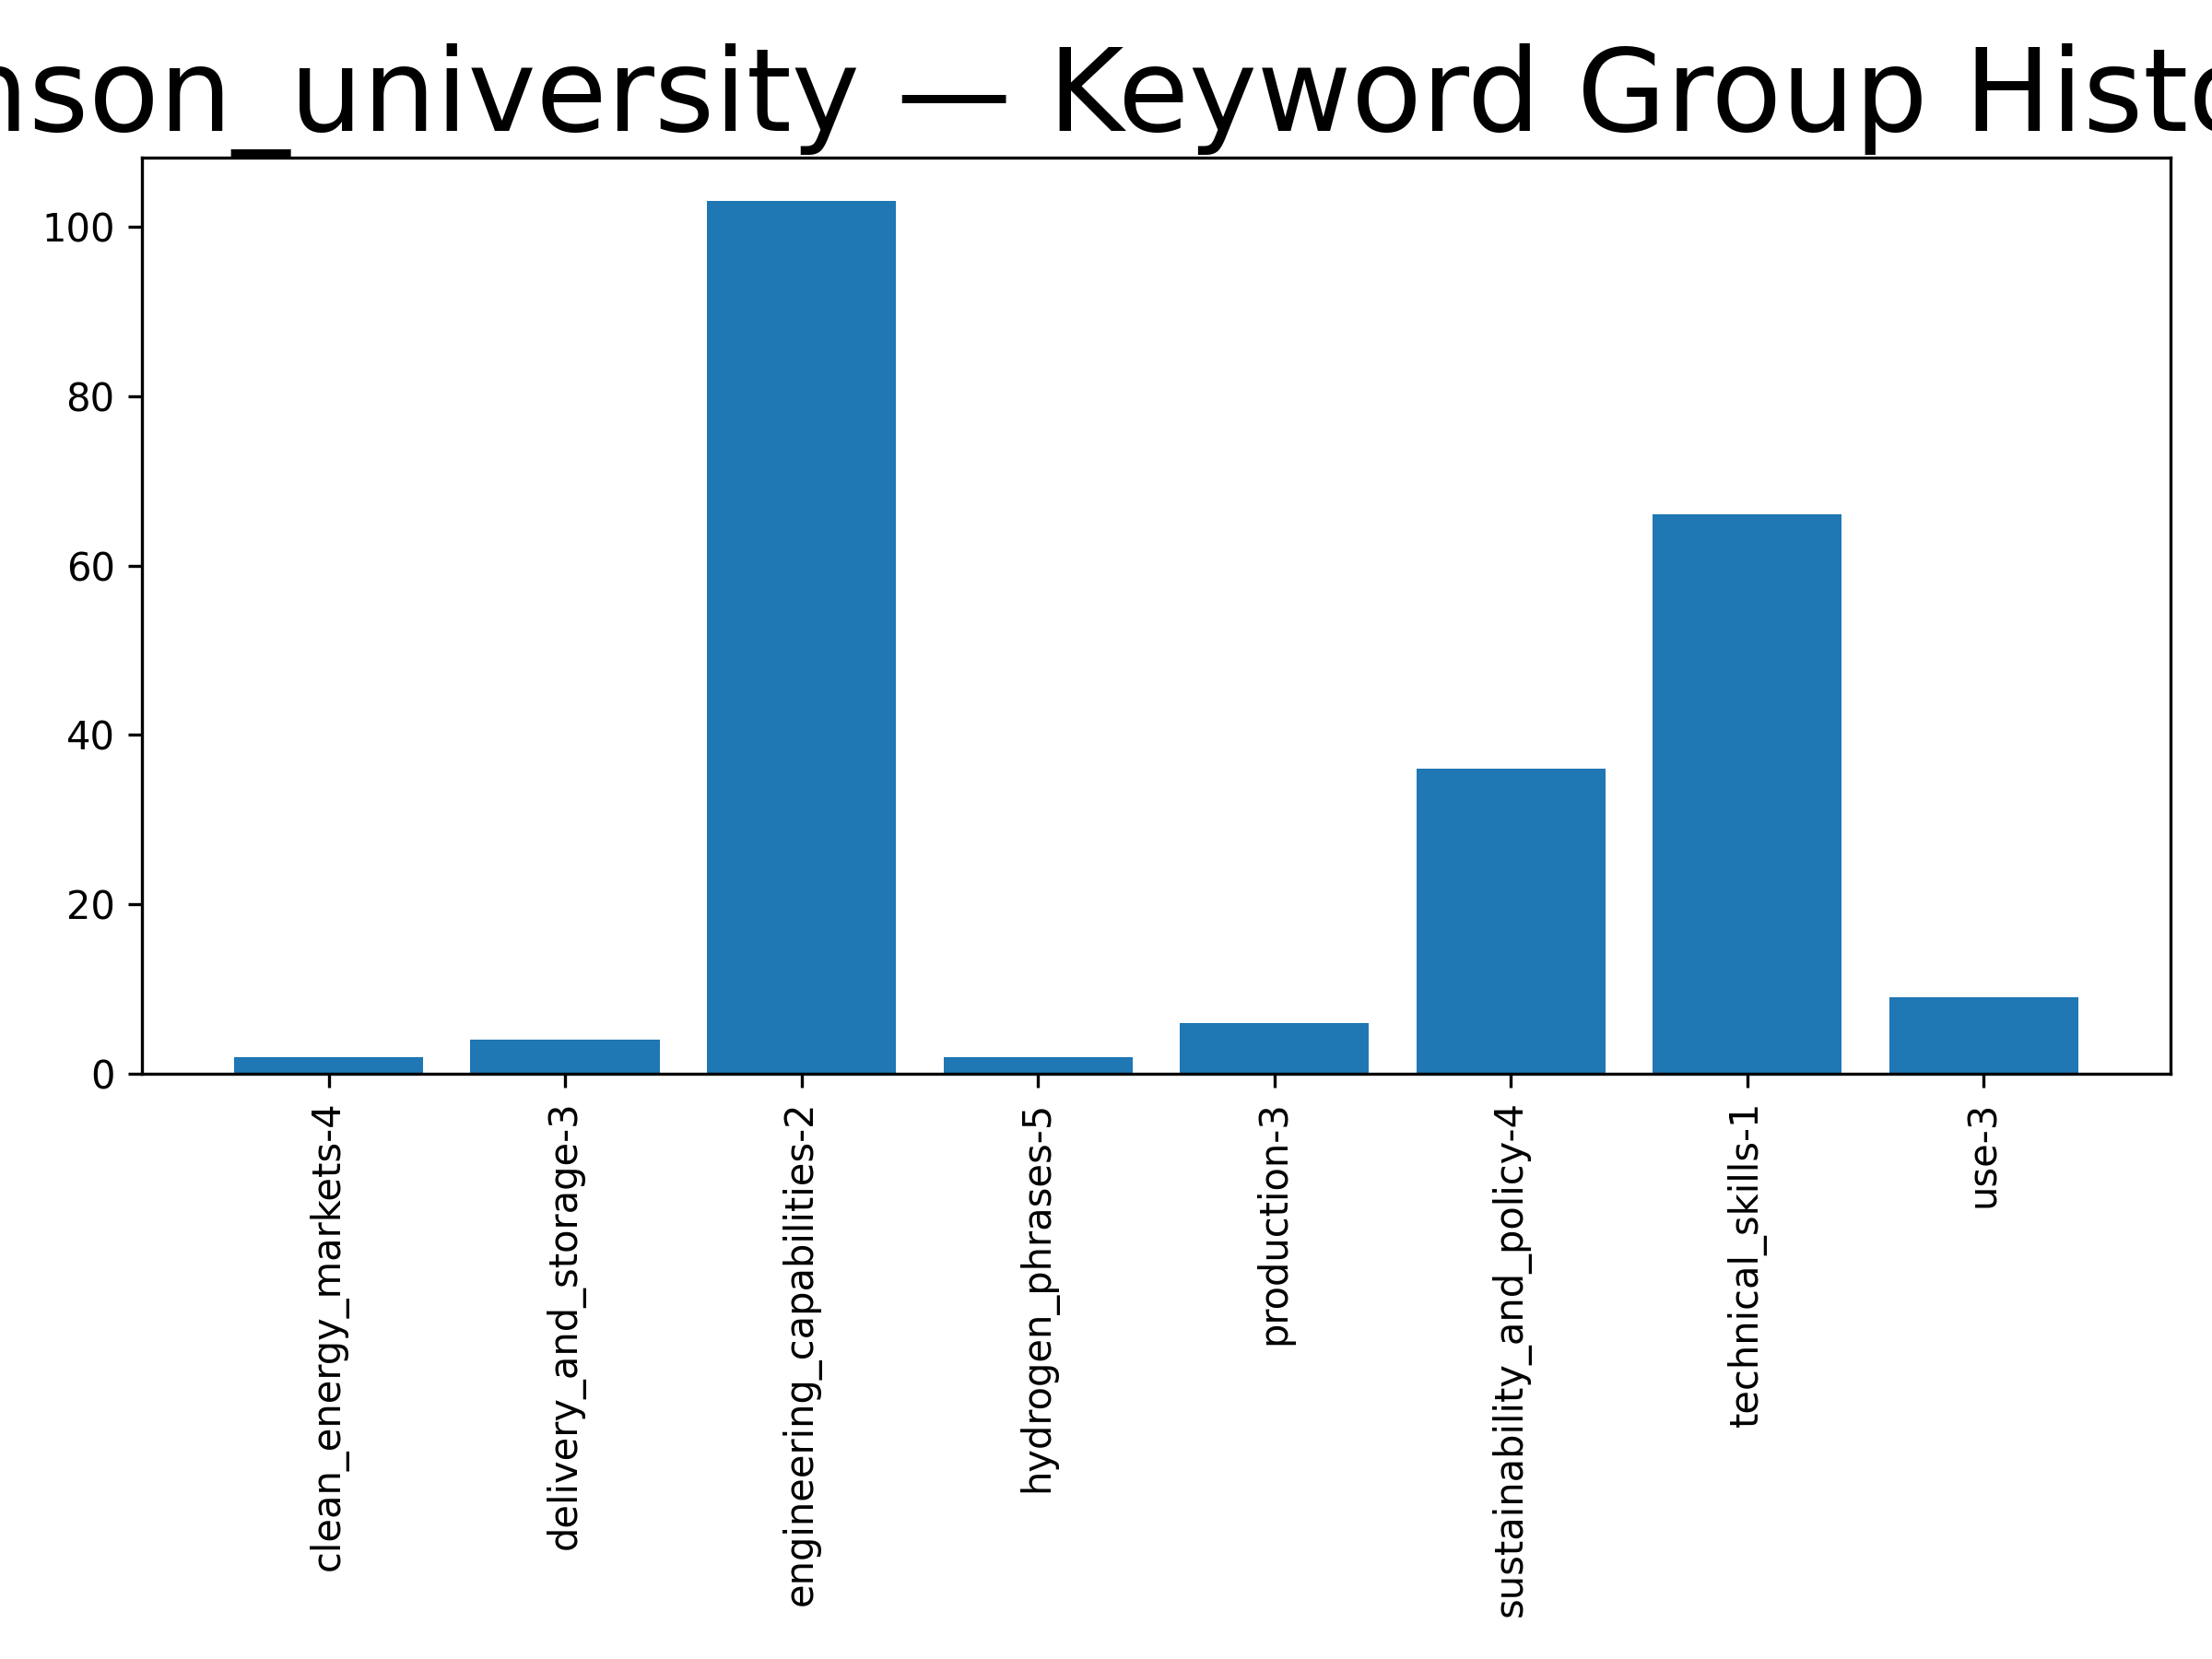 nson_university — Keyword Group Histo
100
80
60
40
20
0
clean_energy_markets-4
delivery_and_storage-3
engineering_capabilities-2
hydrogen_phrases-5
production-3
sustainability_and_policy-4
technical_skills-1
use-3